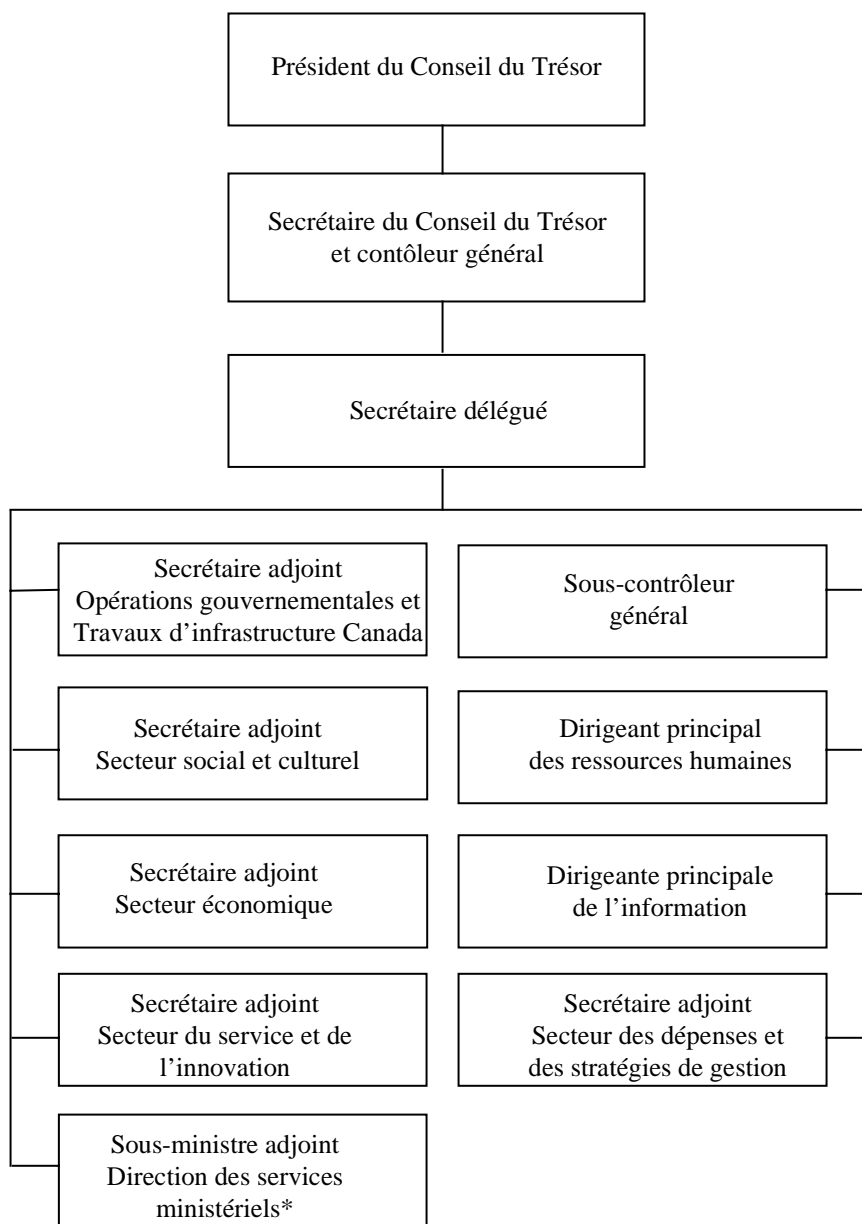 Président du Conseil du Trésor
Secrétaire du Conseil du Trésor
et contôleur général
Secrétaire délégué
Secrétaire adjoint
Opérations gouvernementales et
Travaux d’infrastructure Canada
Sous-contrôleur
général
Secrétaire adjoint
Secteur social et culturel
Dirigeant principal
des ressources humaines
Secrétaire adjoint
Secteur économique
Dirigeante principale
de l’information
Secrétaire adjoint
Secteur du service et de
l’innovation
Secrétaire adjoint
Secteur des dépenses et
des stratégies de gestion
Sous-ministre adjoint
Direction des services
ministériels*